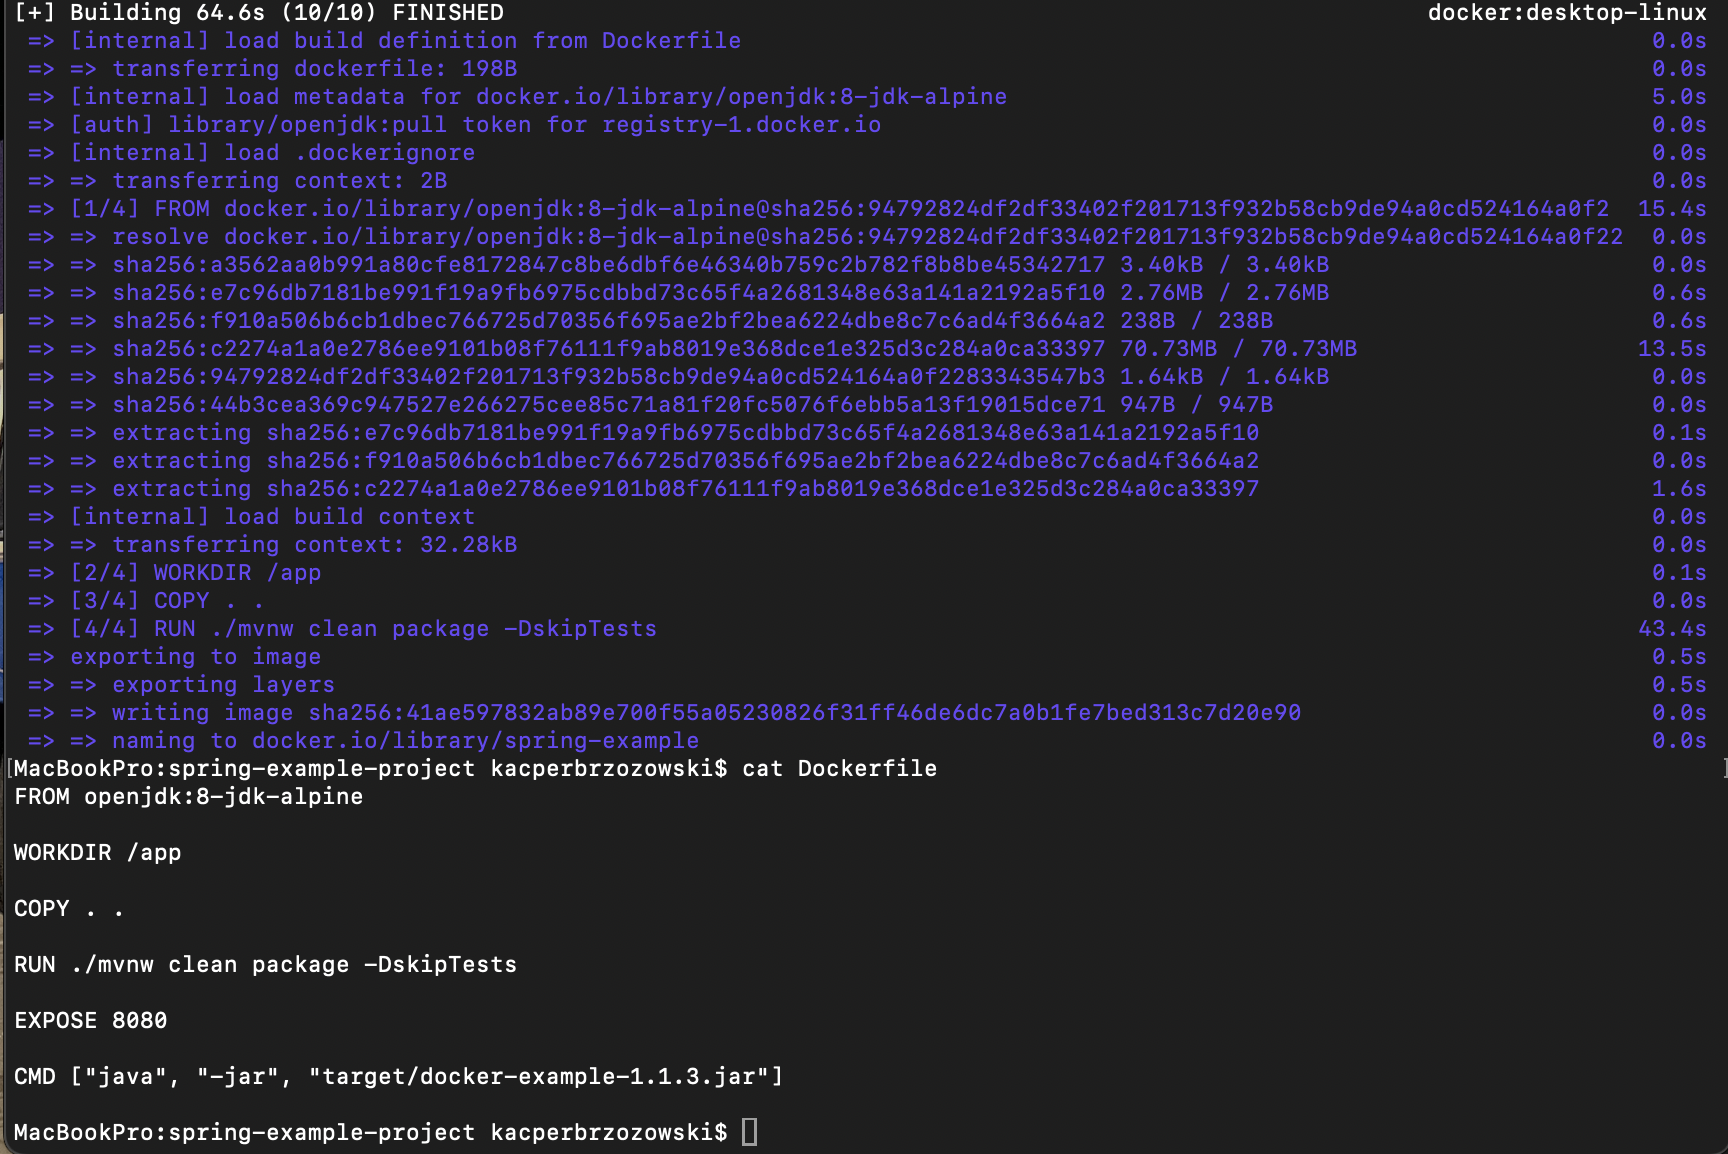 [+] Building 64.6s (10/10) FINISHED docker:desktop-linux
=> [internal] load build definition from Dockerfile 0.0s
=> => transferring dockerfile: 198B 0.0s
=> [internal] load metadata for docker.io/library/openjdk:8-jdk-alpine 5.0s
=> [auth] library/openjdk:pull token for registry-1.docker.io 0.0s
=> [internal] load .dockerignore 0.0s
=> => transferring context: 2B 0.0s
=> [1/4] FROM docker.io/library/openjdk:8-jdk-alpine@sha256:94792824df2df33402f201713f932b58cb9de94a0cd524164a0f2 15.4s
=> => resolve docker.io/library/openjdk:8-jdk-alpine@sha256:94792824df2df33402f201713f932b58cb9de94a0cd524164a0f22 0.0s
=> => sha256:a3562aa0b991a80cfe8172847c8be6dbf6e46340b759c2b782f8b8be45342717 3.40kB / 3.40kB 0.0s
=> => sha256:e7c96db7181be991f19a9fb6975cdbbd73c65f4a2681348e63a141a2192a5f10 2.76MB / 2.76MB 0.6s
=> => sha256:f910a506b6cb1dbec766725d70356f695ae2bf2bea6224dbe8c7c6ad4f3664a2 238B / 238B 0.6s
=> => sha256:c2274a1a0e2786ee9101b08f76111f9ab8019e368dce1e325d3c284a0ca33397 70.73MB / 70.73MB 13.5s
=> => sha256:94792824df2df33402f201713f932b58cb9de94a0cd524164a0f2283343547b3 1.64kB / 1.64kB 0.0s
=> => sha256:44b3cea369c947527e266275cee85c71a81f20fc5076f6ebb5a13f19015dce71 947B / 947B 0.0s
=> => extracting sha256:e7c96db7181be991f19a9fb6975cdbbd73c65f4a2681348e63a141a2192a5f10 0.1s
=> => extracting sha256:f910a506b6cb1dbec766725d70356f695ae2bf2bea6224dbe8c7c6ad4f3664a2 0.0s
=> => extracting sha256:c2274a1a0e2786ee9101b08f76111f9ab8019e368dce1e325d3c284a0ca33397 1.6s
=> [internal] load build context 0.0s
=> => transferring context: 32.28kB 0.0s
=> [2/4] WORKDIR /app 0.1s
=> [3/4] COPY . . 0.0s
=> [4/4] RUN ./mvnw clean package -DskipTests 43.4s
=> exporting to image 0.5s
=> => exporting layers 0.5s
=> => writing image sha256:41ae597832ab89e700f55a05230826f31ff46de6dc7a0b1fe7bed313c7d20e90 0.0s
=> => naming to docker.io/library/spring-example 0.0s
[MacBookPro:spring-example-project kacperbrzozowski$ cat Dockerfile ]
FROM openjdk:8-jdk-alpine
WORKDIR /app
COPY . .
RUN ./mvnw clean package -DskipTests
EXPOSE 8080
CMD ["java", "-jar", "target/docker-example-1.1.3.jar"]
MacBookPro:spring-example-project kacperbrzozowski$